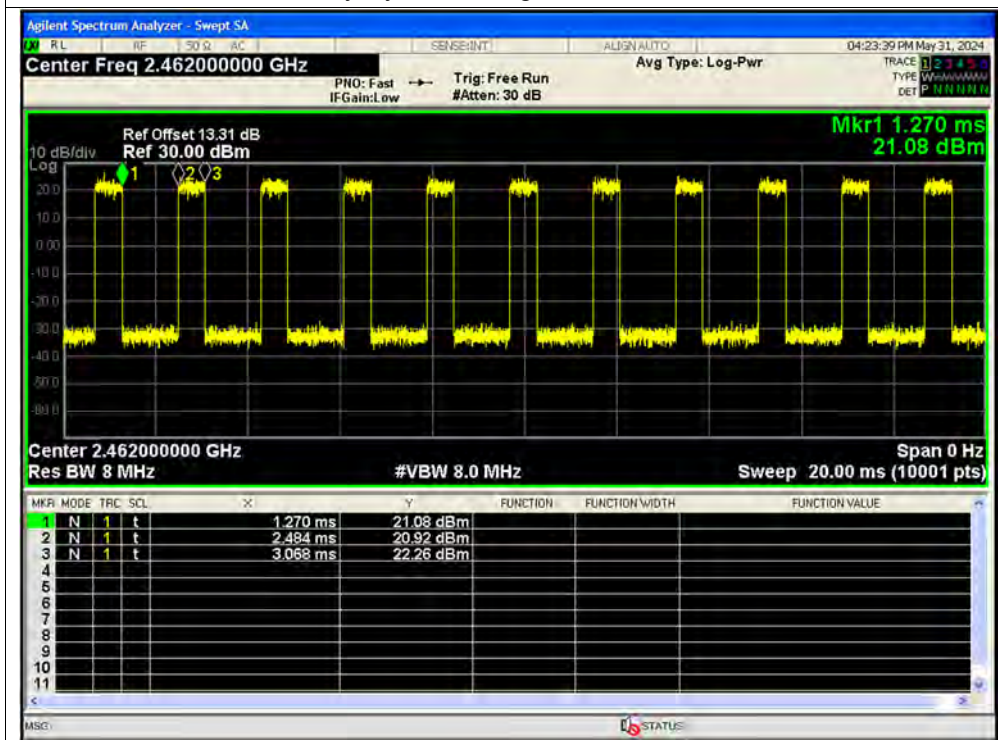 Agilent Spectrum Analyzer - Swept SA
RL RF 50 Ω AC SENSE:INT ALIGN AUTO 04:23:39 PM May 31, 2024
Center Freq 2.462000000 GHz
PNO: Fast Trig: Free Run Avg Type: Log-Pwr TRACE 1 2 3 4 5 6
IFGain:Low #Atten: 30 dB TYPE
DET P N N N N N
Mkr1 1.270 ms
21.08 dBm
Ref Offset 13.31 dB
10 dB/div Ref 30.00 dBm
Log
1 2 3
20.0
10.0
0.00
-10.0
-20.0
-30.0
-40.0
-50.0
-60.0
Center 2.462000000 GHz Span 0 Hz
Res BW 8 MHz #VBW 8.0 MHz Sweep 20.00 ms (10001 pts)
MKR MODE TRC SCL X Y FUNCTION FUNCTION WIDTH FUNCTION VALUE
1 N 1 t 1.270 ms 21.08 dBm
2 N 1 t 2.484 ms 20.92 dBm
3 N 1 t 3.068 ms 22.26 dBm
4
5
6
7
8
9
10
11
MSG STATUS